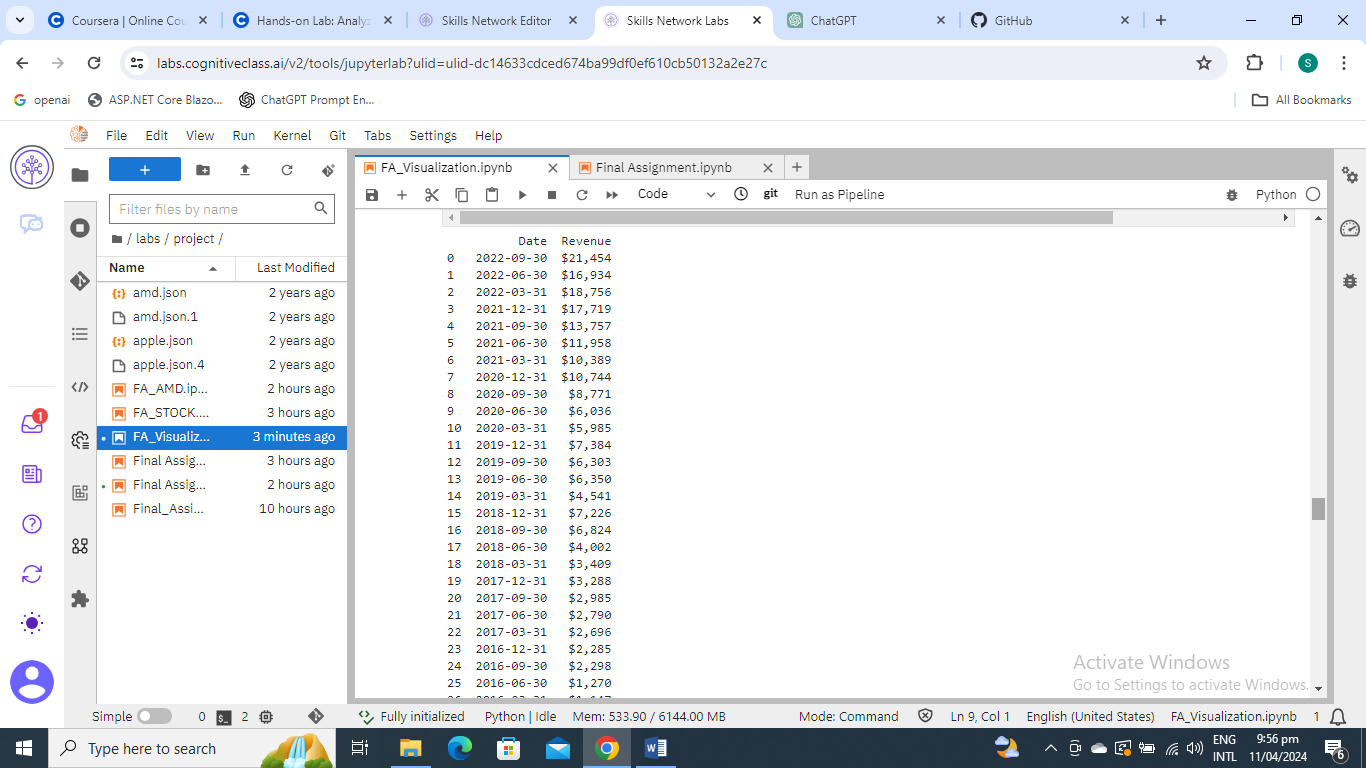 Coursera | Online Cou
Hands-on Lab: Analyz
Skills Network Editor
Skills Network Labs
ChatGPT
GitHub
labs.cognitiveclass.ai/v2/tools/jupyterlab?ulid=ulid-dc14633cdced674ba99df0ef610cb50132a2e27c
S
openai
ASP.NET Core Blazo...
ChatGPT Prompt En...
All Bookmarks
File Edit View Run Kernel Git Tabs Settings Help
FA_Visualization.ipynb
Final Assignment.ipynb
Code
git
Run as Pipeline
Python
Filter files by name
/ labs / project /
Name Last Modified
amd.json 2 years ago
amd.json.1 2 years ago
apple.json 2 years ago
apple.json.4 2 years ago
FA_AMD.ip... 2 hours ago
FA_STOCK.... 3 hours ago
FA_Visualiz... 3 minutes ago
Final Assig... 3 hours ago
Final Assig... 2 hours ago
Final_Assi... 10 hours ago
1
Date Revenue
0 2022-09-30 $21,454
1 2022-06-30 $16,934
2 2022-03-31 $18,756
3 2021-12-31 $17,719
4 2021-09-30 $13,757
5 2021-06-30 $11,958
6 2021-03-31 $10,389
7 2020-12-31 $10,744
8 2020-09-30 $8,771
9 2020-06-30 $6,036
10 2020-03-31 $5,985
11 2019-12-31 $7,384
12 2019-09-30 $6,303
13 2019-06-30 $6,350
14 2019-03-31 $4,541
15 2018-12-31 $7,226
16 2018-09-30 $6,824
17 2018-06-30 $4,002
18 2018-03-31 $3,409
19 2017-12-31 $3,288
20 2017-09-30 $2,985
21 2017-06-30 $2,790
22 2017-03-31 $2,696
23 2016-12-31 $2,285
24 2016-09-30 $2,298
25 2016-06-30 $1,270
Activate Windows
Go to Settings to activate Windows.
Simple 0 2 Fully initialized Python | Idle Mem: 533.90 / 6144.00 MB Mode: Command Ln 9, Col 1 English (United States) FA_Visualization.ipynb 1
Type here to search
ENG
INTL
9:56 pm
11/04/2024
6